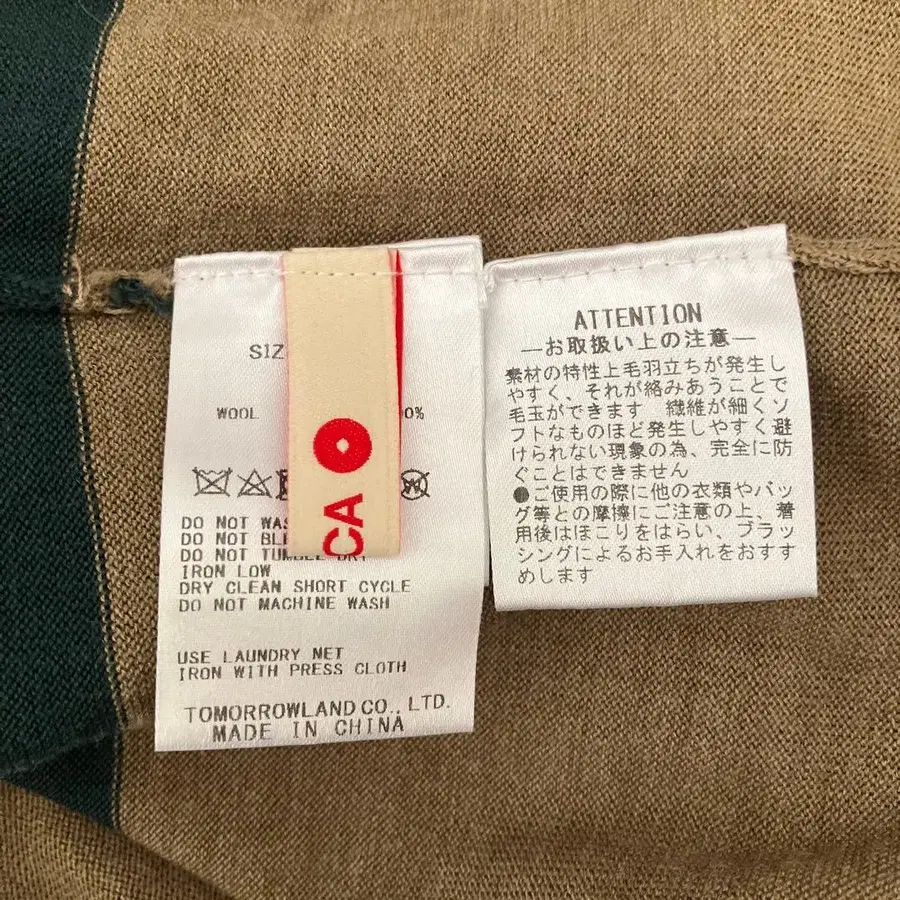 SIZ
WOOL 00%
DO NOT WAS
DO NOT BLE
DO NOT TUMBLE DRY
IRON LOW
DRY CLEAN SHORT CYCLE
DO NOT MACHINE WASH
USE LAUNDRY NET
IRON WITH PRESS CLOTH
TOMORROWLAND CO., LTD.
MADE IN CHINA
CA
ATTENTION
—お取扱い上の注意—
素材の特性上毛羽立ちが発生し
やすく、それが絡みあうことで
毛玉ができます　繊維が細くソ
フトなものほど発生しやすく避
けられない現象の為、完全に防
ぐことはできません
●ご使用の際に他の衣類やバッ
グ等との摩擦にご注意の上、着
用後はほこりをはらい、ブラッ
シングによるお手入れをおすす
めします